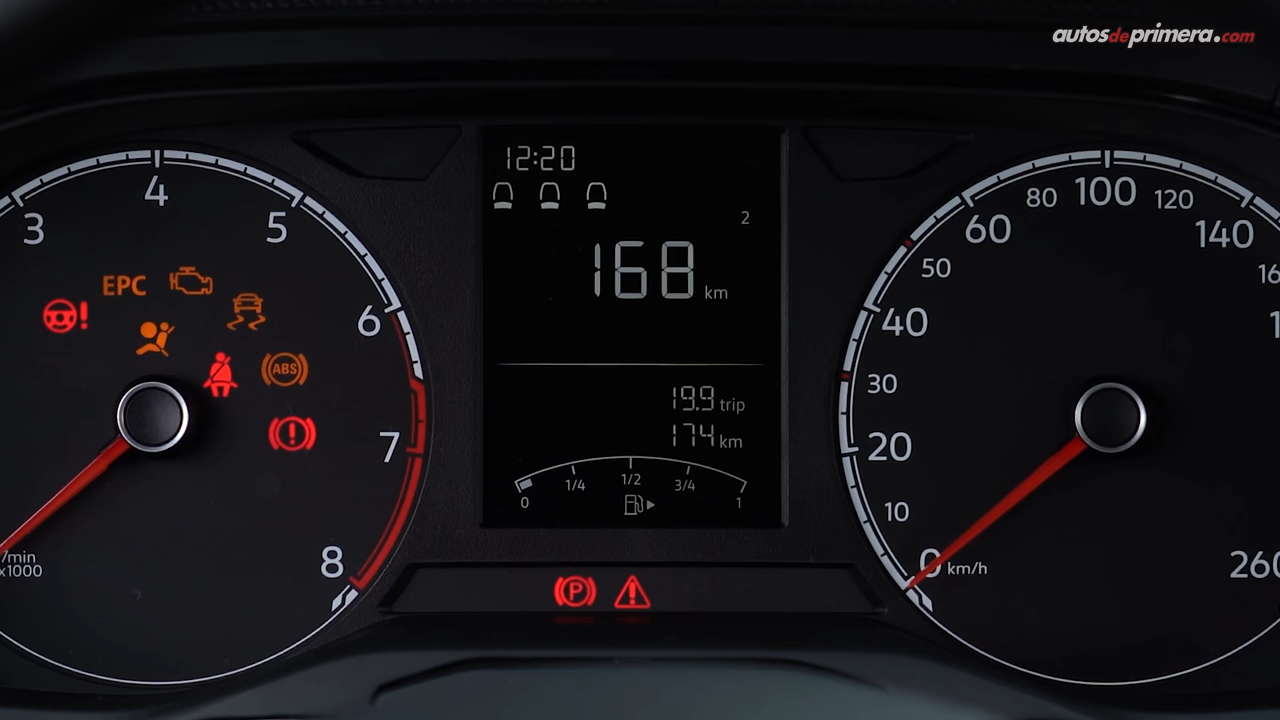 autosdeprimera.com
3
4
5
6
7
8
/min
x1000
EPC
ABS
12:20
2
168 km
19.9 trip
174 km
0 1/4 1/2 3/4 1
P
0
10
20
30
40
50
60
80
100
120
140
260
km/h